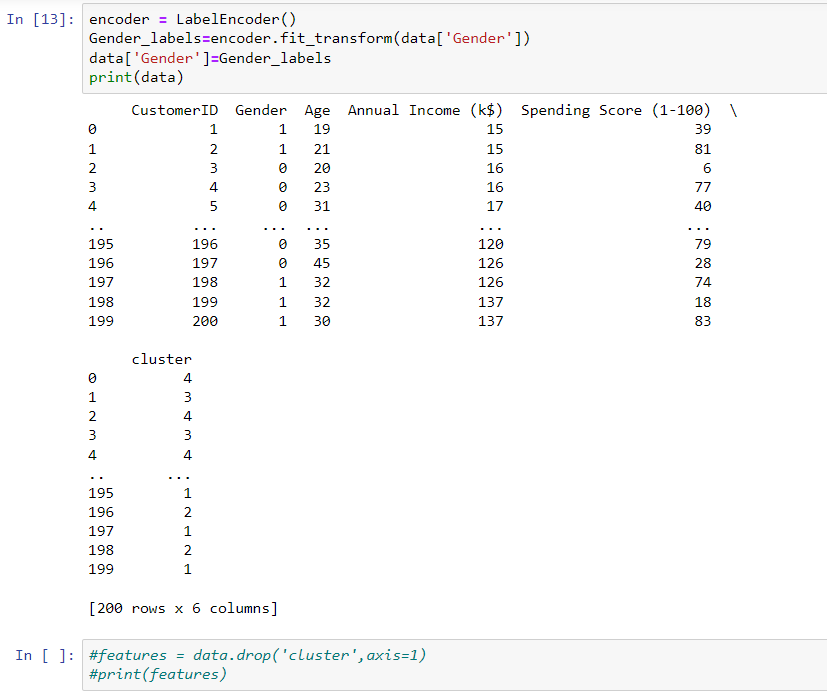 In [13]: encoder = LabelEncoder()
Gender_labels=encoder.fit_transform(data['Gender'])
data['Gender']=Gender_labels
print(data)
CustomerID Gender Age Annual Income (k$) Spending Score (1-100) \
0 1 1 19 15 39
1 2 1 21 15 81
2 3 0 20 16 6
3 4 0 23 16 77
4 5 0 31 17 40
.. ... ... ... ... ...
195 196 0 35 120 79
196 197 0 45 126 28
197 198 1 32 126 74
198 199 1 32 137 18
199 200 1 30 137 83
cluster
0 4
1 3
2 4
3 3
4 4
.. ...
195 1
196 2
197 1
198 2
199 1
[200 rows x 6 columns]
In [ ]: #features = data.drop('cluster',axis=1)
#print(features)